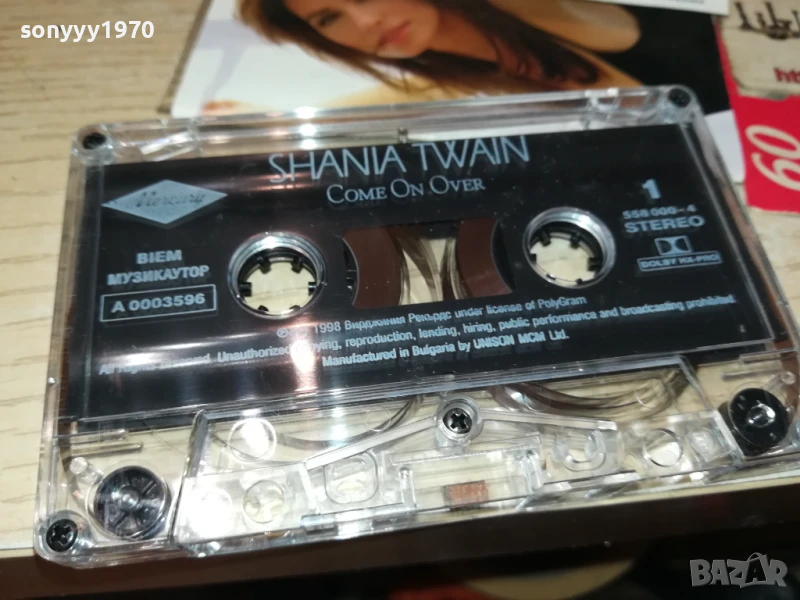 sonyyy1970
SHANIA TWAIN
COME ON OVER
Mercury
1
558 000-4
STEREO
DOLBY HX-PRO
BIEM
МУЗИКАУТОР
A 0003596
1998 Вирджиния Рекърдс under license of PolyGram
All Rights Unauthorized copying, reproduction, lending, hiring, public performance and broadcasting prohibited.
Manufactured in Bulgaria by UNISON MCM Ltd.
60
BAZAR